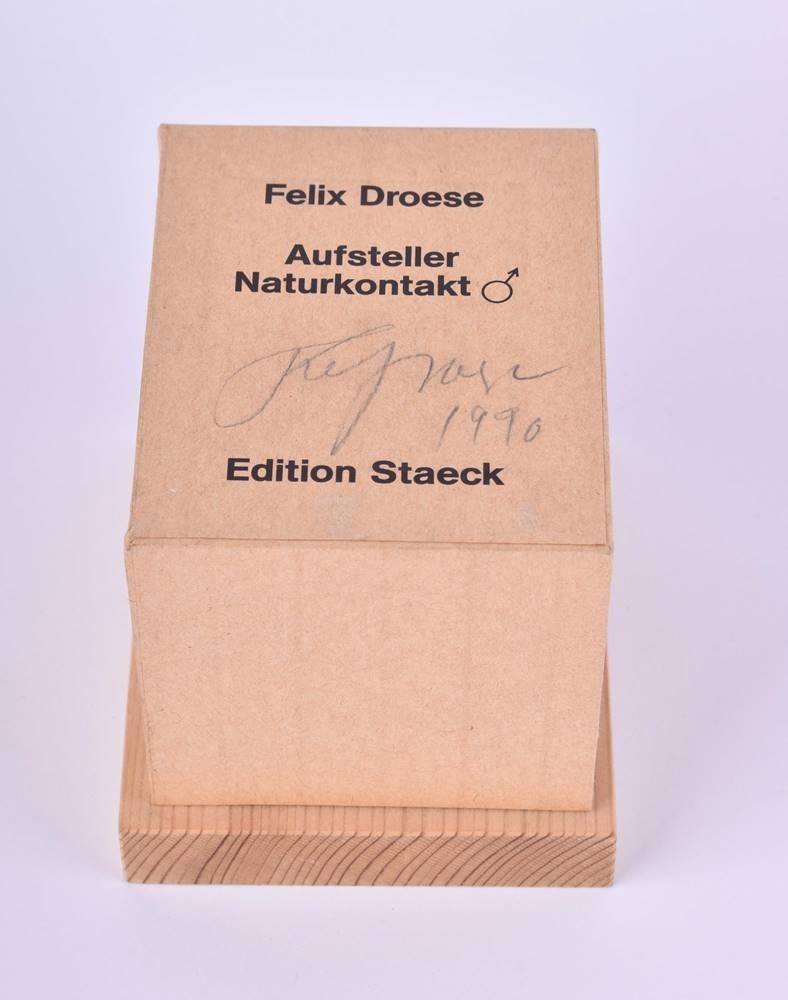 Felix Droese
Aufsteller
Naturkontakt ♂
1990
Edition Staeck